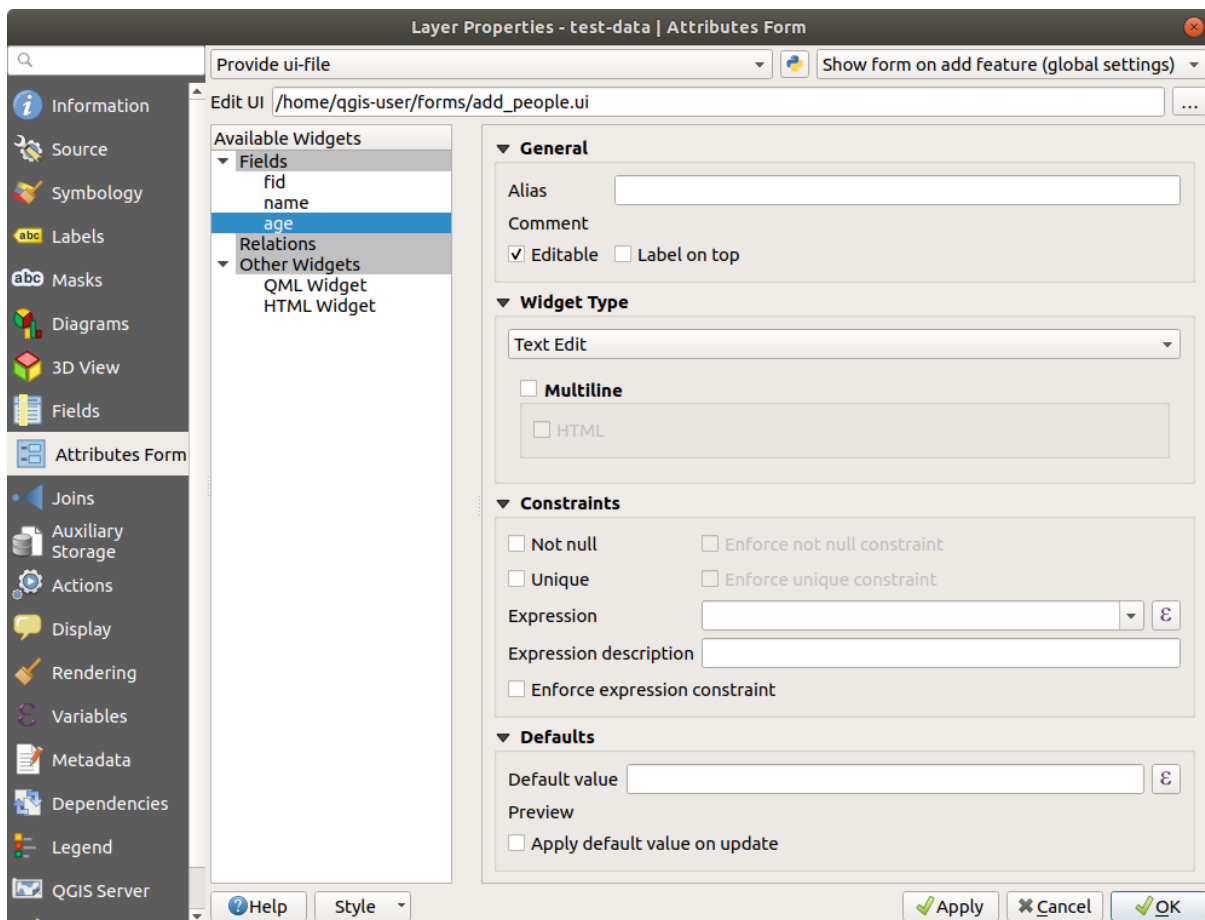 Layer Properties - test-data | Attributes Form
Provide ui-file
Show form on add feature (global settings)
Edit UI /home/qgis-user/forms/add_people.ui ...
Information
Source
Symbology
abc Labels
abc Masks
Diagrams
3D View
Fields
Attributes Form
Joins
Auxiliary
Storage
Actions
Display
Rendering
Variables
Metadata
Dependencies
Legend
QGIS Server
Available Widgets
Fields
fid
name
age
Relations
Other Widgets
QML Widget
HTML Widget
General
Alias
Comment
Editable Label on top
Widget Type
Text Edit
Multiline
HTML
Constraints
Not null Enforce not null constraint
Unique Enforce unique constraint
Expression ε
Expression description
Enforce expression constraint
Defaults
Default value ε
Preview
Apply default value on update
Help Style Apply Cancel OK